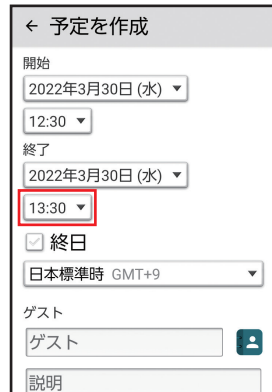 ← 予定を作成
開始
2022年3月30日 (水) ▼
12:30 ▼
終了
2022年3月30日 (水) ▼
13:30 ▼
終日
日本標準時 GMT+9 ▼
ゲスト
ゲスト
説明